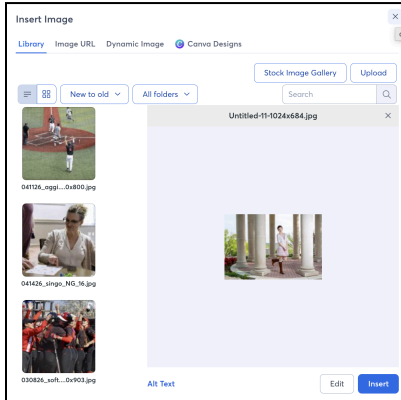 Insert Image
Library Image URL Dynamic Image Canva Designs
Stock Image Gallery Upload
New to old All folders Search
Untitled-11-1024x684.jpg
041126_aggi....0x800.jpg
041426_singo_NG_16.jpg
030826_soft....0x903.jpg
Alt Text Edit Insert